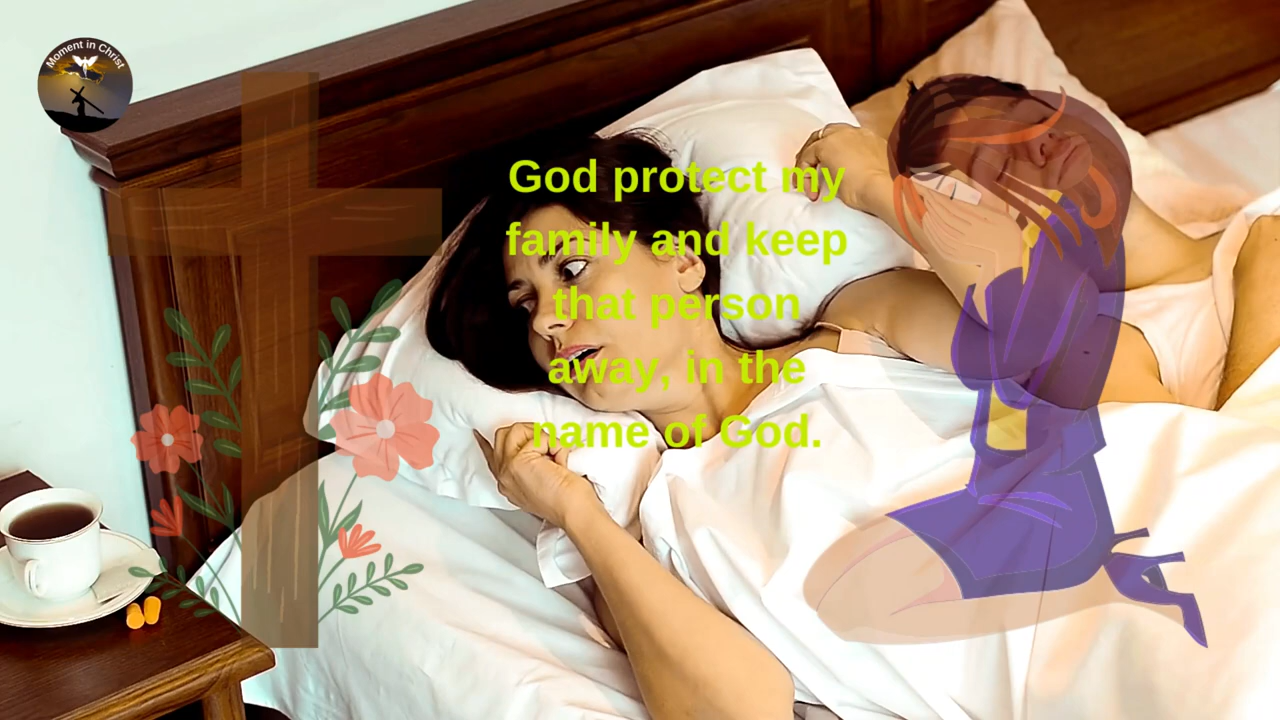 Moment in Christ
God protect my
family and keep
that person
away, in the
name of God.